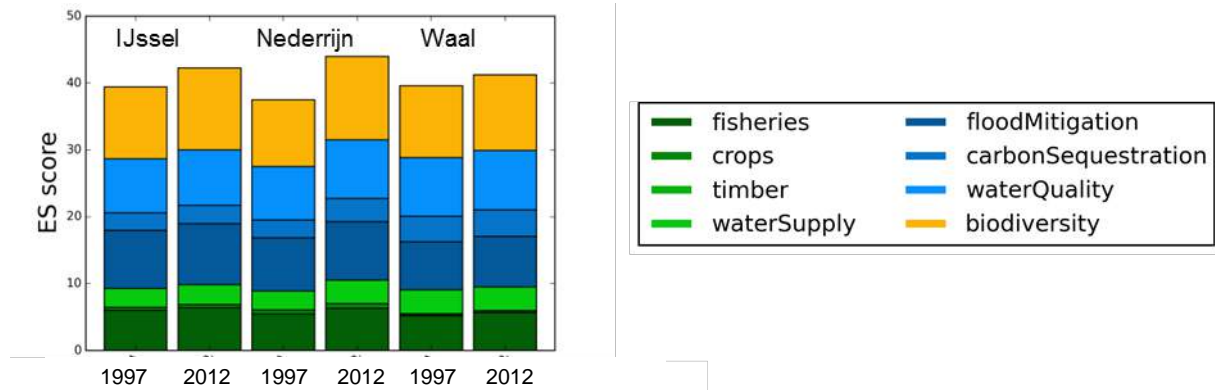 50
IJssel Nederrijn Waal
40
30
20
10
0
ES score
1997 2012 1997 2012 1997 2012
fisheries floodMitigation
crops carbonSequestration
timber waterQuality
waterSupply biodiversity